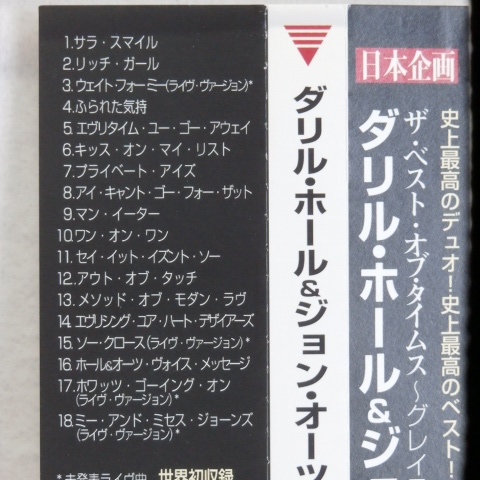 1.サラ・スマイル
2.リッチ・ガール
3.ウェイト・フォー・ミー(ライヴ・ヴァージョン)*
4.ふられた気持
5.エヴリタイム・ユー・ゴー・アウェイ
6.キッス・オン・マイ・リスト
7.プライベート・アイズ
8.アイ・キャント・ゴー・フォー・ザット
9.マン・イーター
10.ワン・オン・ワン
11.セイ・イット・イズント・ソー
12.アウト・オブ・タッチ
13.メソッド・オブ・モダン・ラヴ
14.エヴリシング・ユア・ハート・デザイアーズ
15.ソー・クロース(ライヴ・ヴァージョン)*
16.ホール&オーツ・ヴォイス・メッセージ
17.ホワッツ・ゴーイング・オン
(ライヴ・ヴァージョン)*
18.ミー・アンド・ミセス・ジョーンズ
(ライヴ・ヴァージョン)*
*未発表ライヴ曲 世界初収録
ダリル・ホール&ジョン・オーツ
日本企画
史上最高のデュオ!史上最高のベスト!
ザ・ベスト・オブ・タイムス〜グレイテ
ダリル・ホール&ジョ